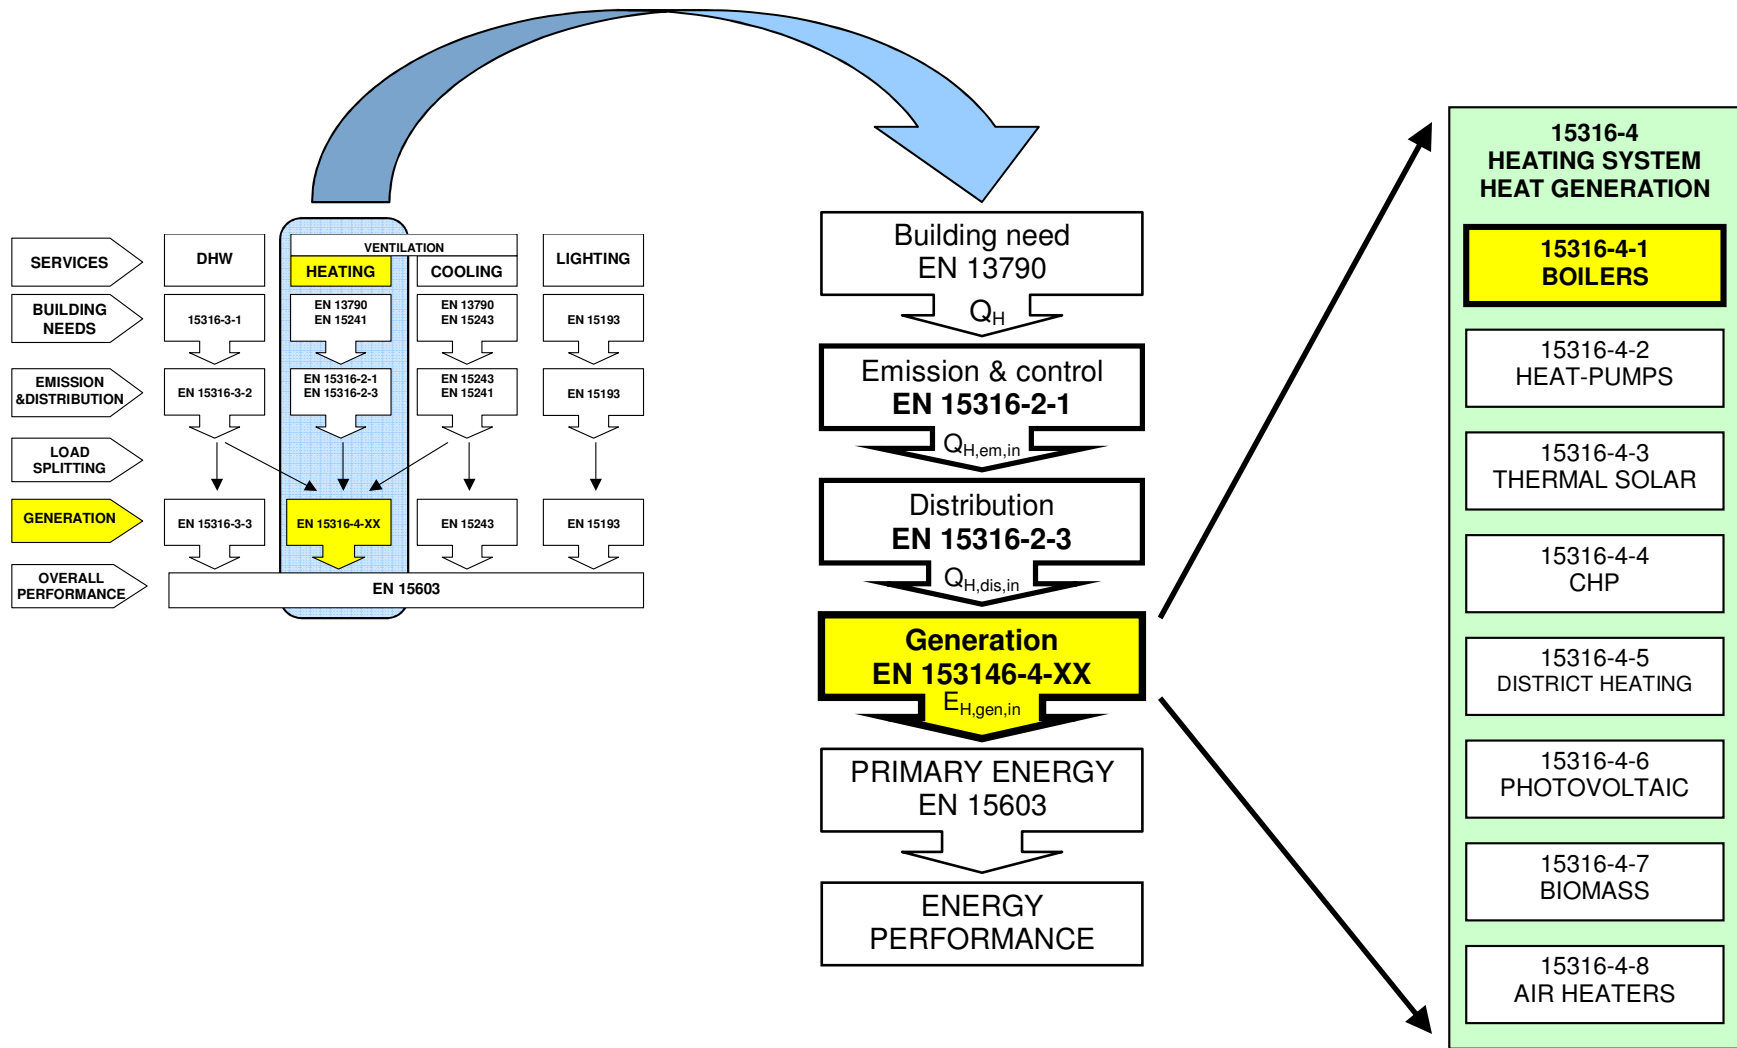 SERVICES
DHW
VENTILATION
HEATING
COOLING
LIGHTING
BUILDING
NEEDS
15316-3-1
EN 13790
EN 15241
EN 13790
EN 15243
EN 15193
EMISSION
&DISTRIBUTION
EN 15316-3-2
EN 15316-2-1
EN 15316-2-3
EN 15243
EN 15241
EN 15193
LOAD
SPLITTING
GENERATION
EN 15316-3-3
EN 15316-4-XX
EN 15243
EN 15193
OVERALL
PERFORMANCE
EN 15603
Building need
EN 13790
QH
Emission & control
EN 15316-2-1
QH,em,in
Distribution
EN 15316-2-3
QH,dis,in
Generation
EN 153146-4-XX
EH,gen,in
PRIMARY ENERGY
EN 15603
ENERGY
PERFORMANCE
15316-4
HEATING SYSTEM
HEAT GENERATION
15316-4-1
BOILERS
15316-4-2
HEAT-PUMPS
15316-4-3
THERMAL SOLAR
15316-4-4
CHP
15316-4-5
DISTRICT HEATING
15316-4-6
PHOTOVOLTAIC
15316-4-7
BIOMASS
15316-4-8
AIR HEATERS